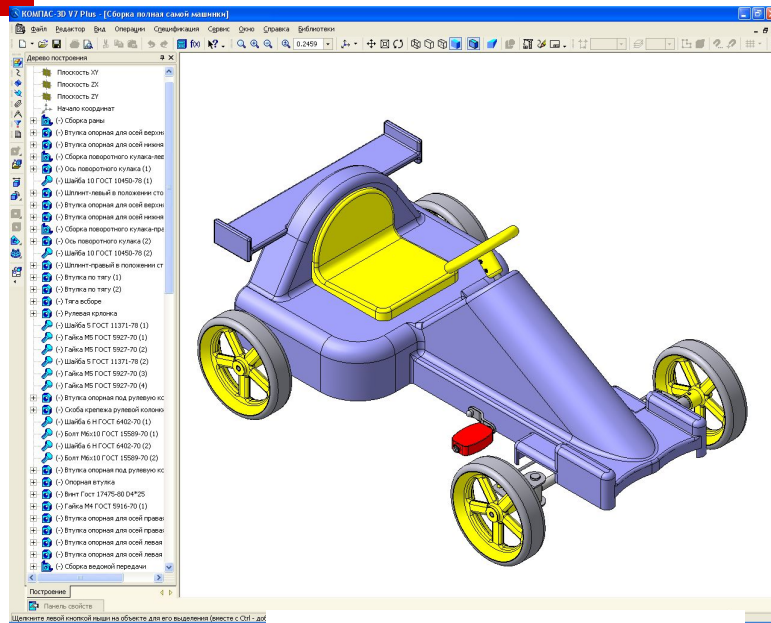 КОМПАС-3D V7 Plus - [Сборка полная самой машинки]
Файл Редактор Вид Операции Спецификация Сервис Окно Справка Библиотеки
f(x) 0.2459
Дерево построения
Плоскость XY
Плоскость ZX
Плоскость ZY
Начало координат
(-) Сборка рамы
(-) Втулка опорная для осей верхн
(-) Втулка опорная для осей нижня
(-) Сборка поворотного кулака-лев
(-) Ось поворотного кулака (1)
(-) Шайба 10 ГОСТ 10450-78 (1)
(-) Шплинт-левый в положении сто
(-) Втулка опорная для осей верхн
(-) Втулка опорная для осей нижня
(-) Сборка поворотного кулака-пра
(-) Ось поворотного кулака (2)
(-) Шайба 10 ГОСТ 10450-78 (2)
(-) Шплинт-правый в положении ст
(-) Втулка по тягу (1)
(-) Втулка по тягу (2)
(-) Тяга всборе
(-) Рулевая крлонка
(-) Шайба 5 ГОСТ 11371-78 (1)
(-) Гайка М5 ГОСТ 5927-70 (1)
(-) Гайка М5 ГОСТ 5927-70 (2)
(-) Шайба 5 ГОСТ 11371-78 (2)
(-) Гайка М5 ГОСТ 5927-70 (3)
(-) Гайка М5 ГОСТ 5927-70 (4)
(-) Втулка опорная под рулевую ко
(-) Скоба крепежа рулевой колонки
(-) Шайба 6 Н ГОСТ 6402-70 (1)
(-) Болт М6х10 ГОСТ 15589-70 (1)
(-) Шайба 6 Н ГОСТ 6402-70 (2)
(-) Болт М6х10 ГОСТ 15589-70 (2)
(-) Втулка опорная под рулевую ко
(-) Опорная втулка
(-) Винт Гост 17475-80 D4*25
(-) Гайка М4 ГОСТ 5916-70 (1)
(-) Втулка опорная для осей права
(-) Втулка опорная для осей права
(-) Втулка опорная для осей левая
(-) Втулка опорная для осей левая
(-) Сборка ведомой передачи
Построение
Панель свойств
Щелкните левой кнопкой мыши на объекте для его выделения (вместе с Ctrl - доб